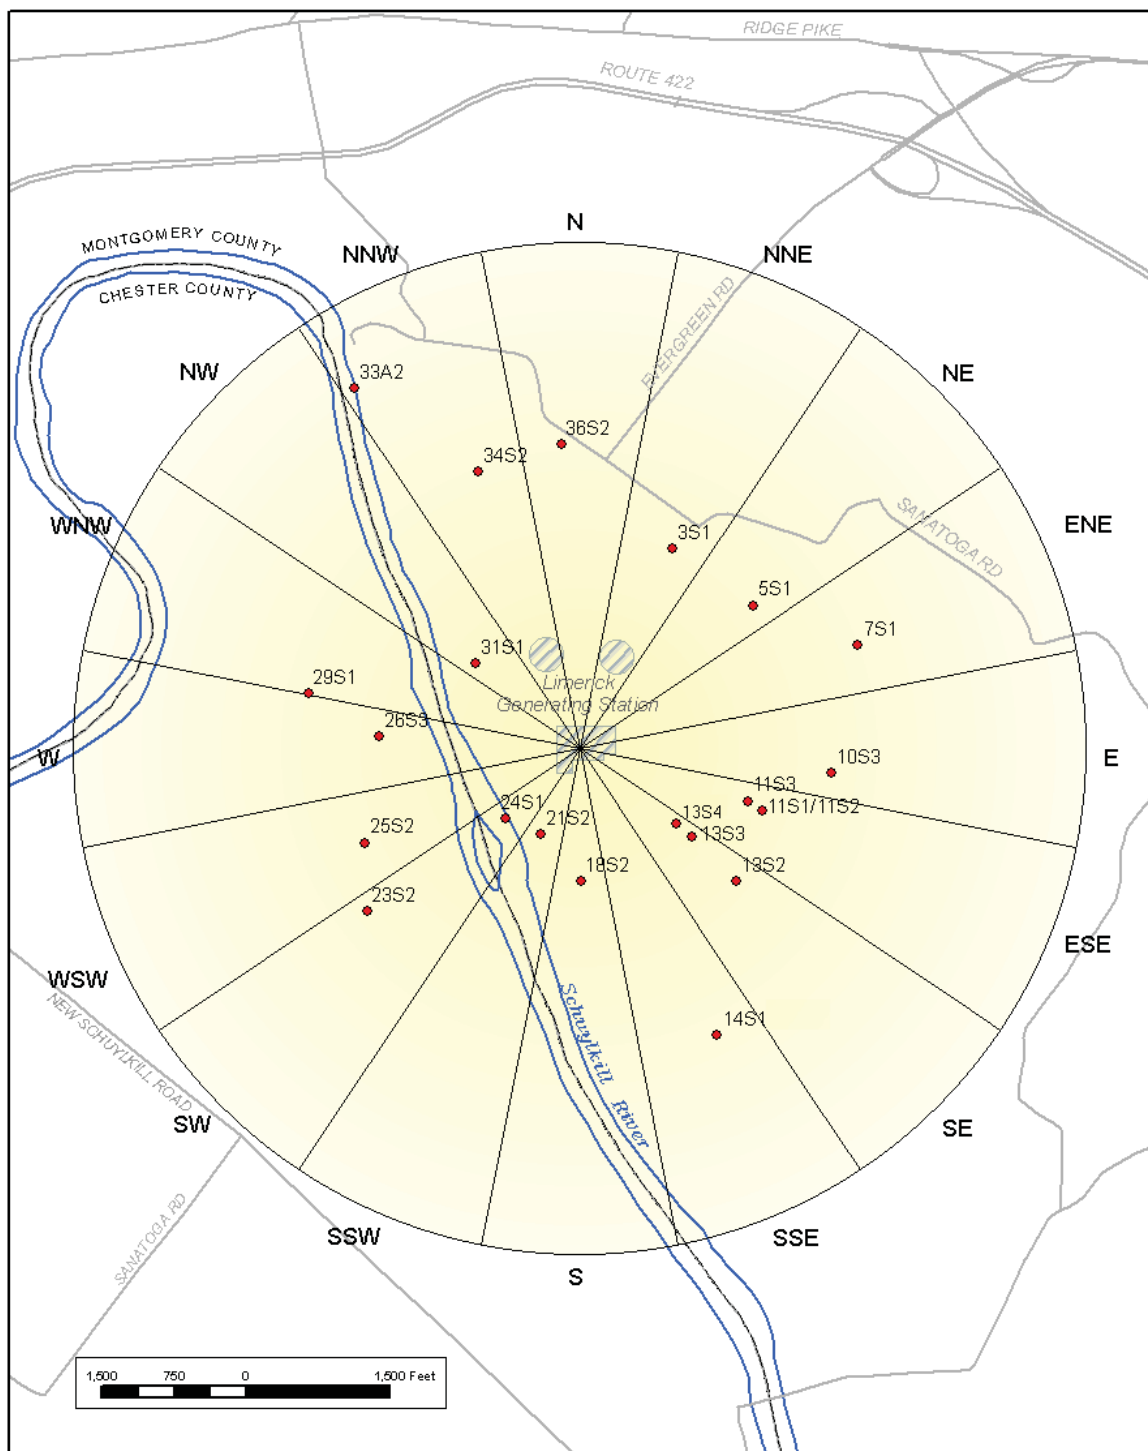 RIDGE PIKE
ROUTE 422
N
MONTGOMERY COUNTY
NNW
NNE
CHESTER COUNTY
EVERGREEN RD
NW
33A2
NE
36S2
34S2
SANATOGA RD
WNW
ENE
3S1
5S1
7S1
31S1
29S1
Limerick
Generating Station
26S3
W
E
10S3
11S3
11S1/11S2
24S1
13S4
21S2
13S3
25S2
18S2
13S2
23S2
ESE
WSW
NEW SCHUYLKILL ROAD
Schuylkill River
14S1
SW
SE
SANATOGA RD
SSW
SSE
S
1,500 750 0 1,500 Feet